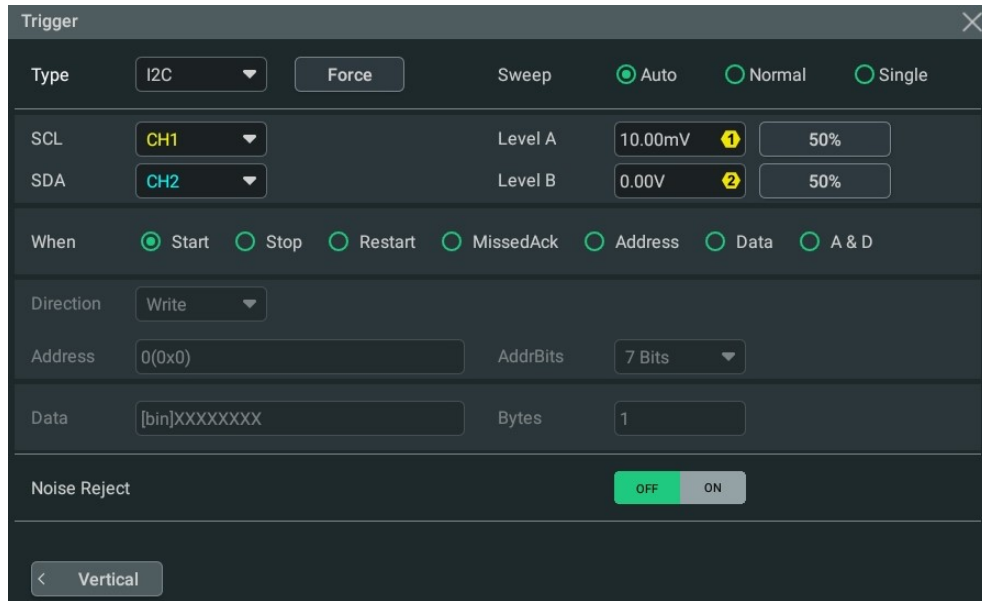 Trigger
Type I2C Force Sweep Auto Normal Single
SCL CH1 Level A 10.00mV 1 50%
SDA CH2 Level B 0.00V 2 50%
When Start Stop Restart MissedAck Address Data A & D
Direction Write
Address 0(0x0) AddrBits 7 Bits
Data [bin]XXXXXXXX Bytes 1
Noise Reject OFF ON
< Vertical